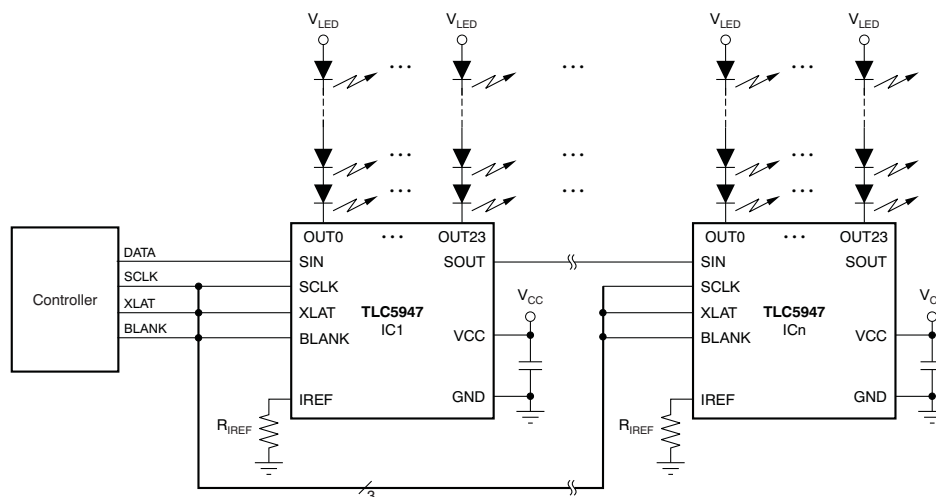 V_LED V_LED V_LED V_LED
... ... ... ...
... ... ...
... ... ...
OUT0 ... OUT23 OUT0 ... OUT23
Controller
DATA
SCLK
XLAT
BLANK
SIN SOUT
SCLK
XLAT
BLANK
TLC5947
IC1
VCC
V_CC
IREF GND
R_IREF
SIN SOUT
SCLK
XLAT
BLANK
TLC5947
ICn
VCC
IREF GND
R_IREF
3